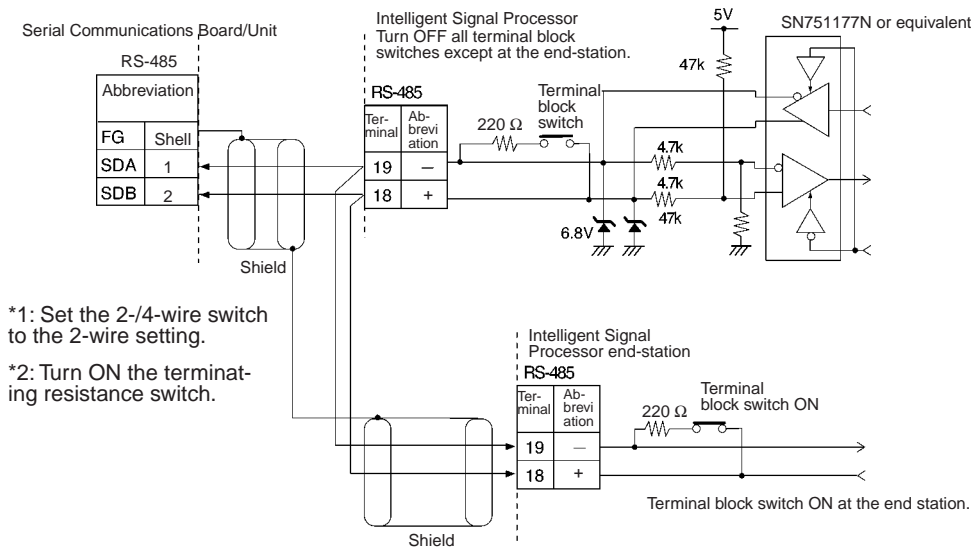 Serial Communications Board/Unit
RS-485
Abbreviation
FG Shell
SDA 1
SDB 2
Shield
Intelligent Signal Processor
Turn OFF all terminal block
switches except at the end-station.
RS-485
Ter-
minal
Ab-
brevi
ation
19 –
18 +
220 Ω
Terminal
block
switch
5V
47k
4.7k
4.7k
47k
6.8V
SN751177N or equivalent
*1: Set the 2-/4-wire switch
to the 2-wire setting.
*2: Turn ON the terminat-
ing resistance switch.
Intelligent Signal
Processor end-station
RS-485
Ter-
minal
Ab-
brevi
ation
19 –
18 +
220 Ω
Terminal
block switch ON
Terminal block switch ON at the end station.
Shield